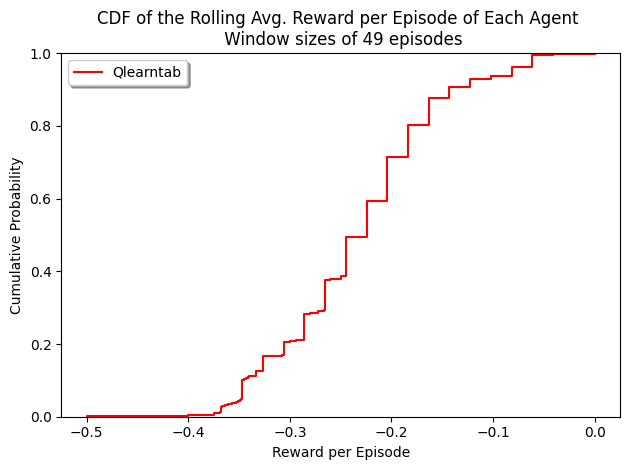 CDF of the Rolling Avg. Reward per Episode of Each Agent
Window sizes of 49 episodes
Qlearntab
Cumulative Probability
1.0
0.8
0.6
0.4
0.2
0.0
−0.5 −0.4 −0.3 −0.2 −0.1 0.0
Reward per Episode